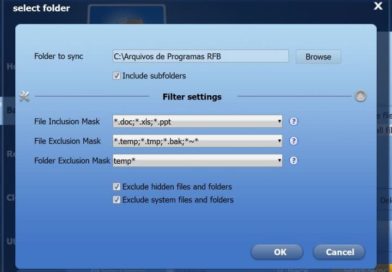 select folder
X
Folder to sync C:\Arquivos de Programas RFB Browse
Include subfolders
Filter settings
File Inclusion Mask *.doc;*.xls;*.ppt ?
File Exclusion Mask *.temp;*.tmp;*.bak;*~* ?
Folder Exclusion Mask temp* ?
Exclude hidden files and folders
Exclude system files and folders
OK Cancel